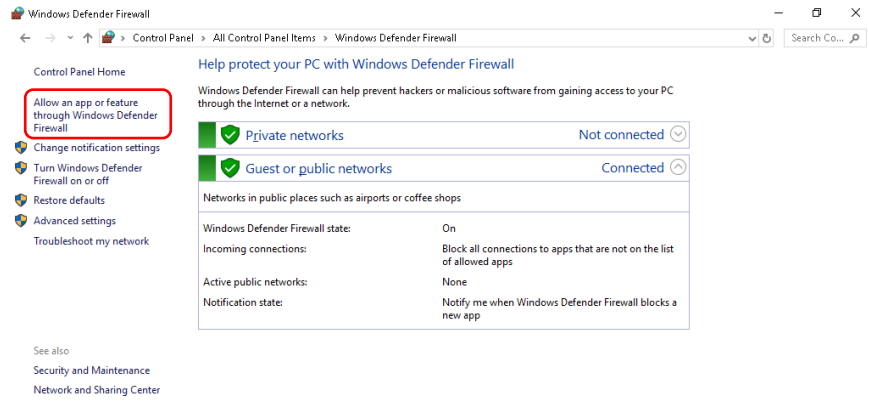 Windows Defender Firewall
Control Panel > All Control Panel Items > Windows Defender Firewall
Search Co...
Control Panel Home
Allow an app or feature
through Windows Defender
Firewall
Change notification settings
Turn Windows Defender
Firewall on or off
Restore defaults
Advanced settings
Troubleshoot my network
See also
Security and Maintenance
Network and Sharing Center
Help protect your PC with Windows Defender Firewall
Windows Defender Firewall can help prevent hackers or malicious software from gaining access to your PC
through the Internet or a network.
Private networks Not connected
Guest or public networks Connected
Networks in public places such as airports or coffee shops
Windows Defender Firewall state: On
Incoming connections: Block all connections to apps that are not on the list
of allowed apps
Active public networks: None
Notification state: Notify me when Windows Defender Firewall blocks a
new app